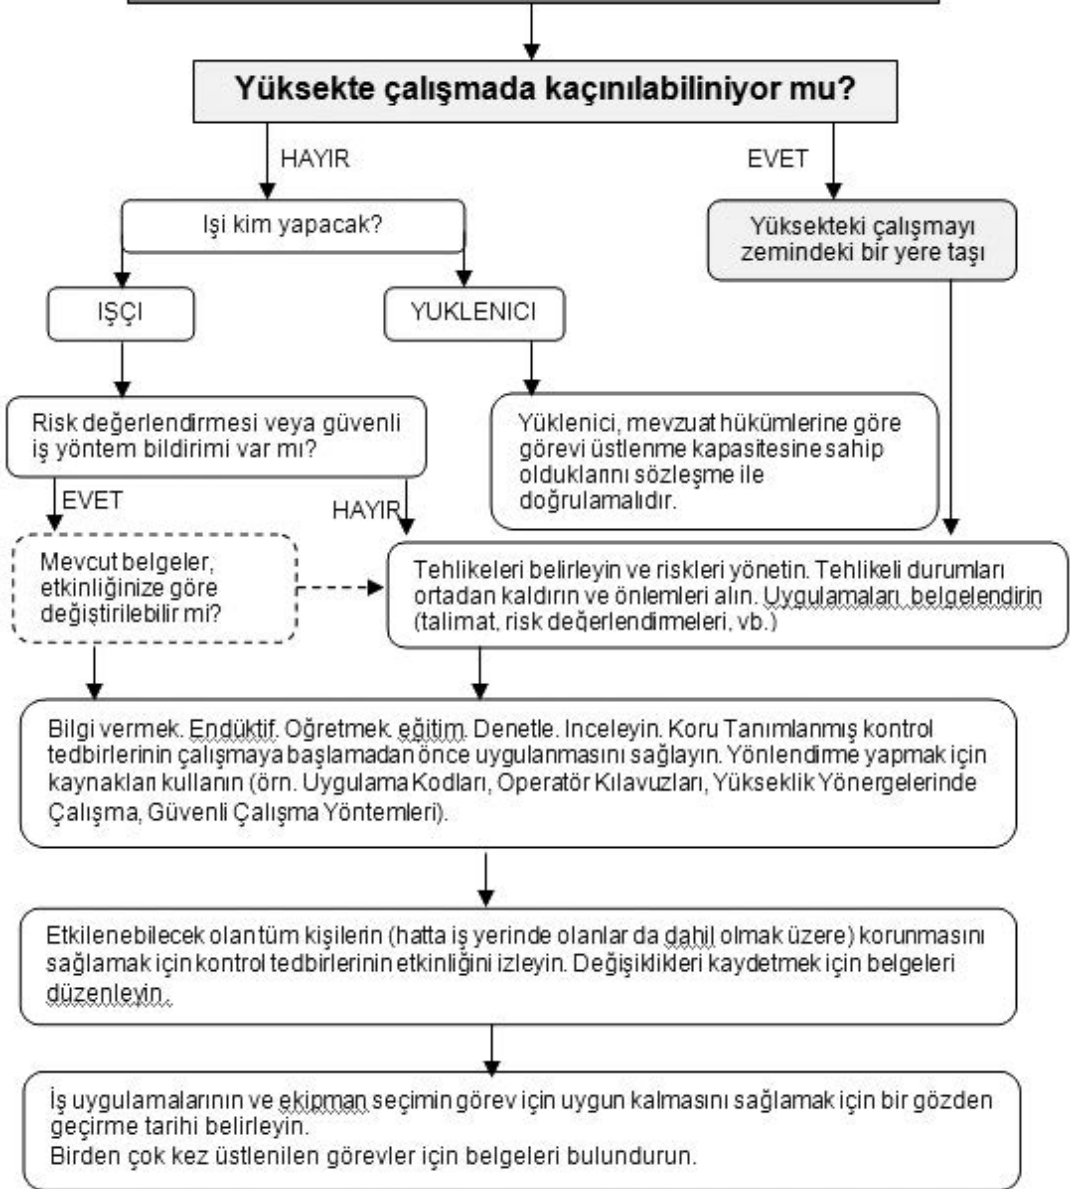 Yüksekte çalışmada kaçınılabiliniyor mu?
HAYIR
EVET
Işi kim yapacak?
Yüksekteki çalışmayı
zemindeki bir yere taşı
IŞÇI
YUKLENICI
Risk değerlendirmesi veya güvenli
iş yöntem bildirimi var mı?
Yüklenici, mevzuat hükümlerine göre
görevi üstlenme kapasitesine sahip
olduklarını sözleşme ile
doğrulamalıdır.
EVET
HAYIR
Mevcut belgeler,
etkinliğinize göre
değiştirilebilir mi?
Tehlikeleri belirleyin ve riskleri yönetin. Tehlikeli durumları
ortadan kaldırın ve önlemleri alın. Uygulamaları belgelendirin
(talimat, risk değerlendirmeleri, vb.)
Bilgi vermek. Endüktif. Oğretmek. eğitim. Denetle. Inceleyin. Koru Tanımlanmış kontrol
tedbirlerinin çalışmaya başlamadan önce uygulanmasını sağlayın. Yönlendirme yapmak için
kaynakları kullanın (örn. Uygulama Kodları, Operatör Kılavuzları, Yükseklik Yönergelerinde
Çalışma, Güvenli Çalışma Yöntemleri).
Etkilenebilecek olan tüm kişilerin (hatta iş yerinde olanlar da dahil olmak üzere) korunmasını
sağlamak için kontrol tedbirlerinin etkinliğini izleyin. Değişiklikleri kaydetmek için belgeleri
düzenleyin.
İş uygulamalarının ve ekipman seçimin görev için uygun kalmasını sağlamak için bir gözden
geçirme tarihi belirleyin.
Birden çok kez üstlenilen görevler için belgeleri bulundurun.